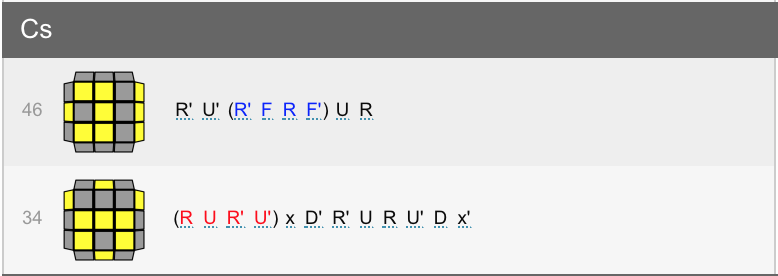 Cs
46 R' U' (R' F R F') U R
34 (R U R' U') x D' R' U R U' D x'